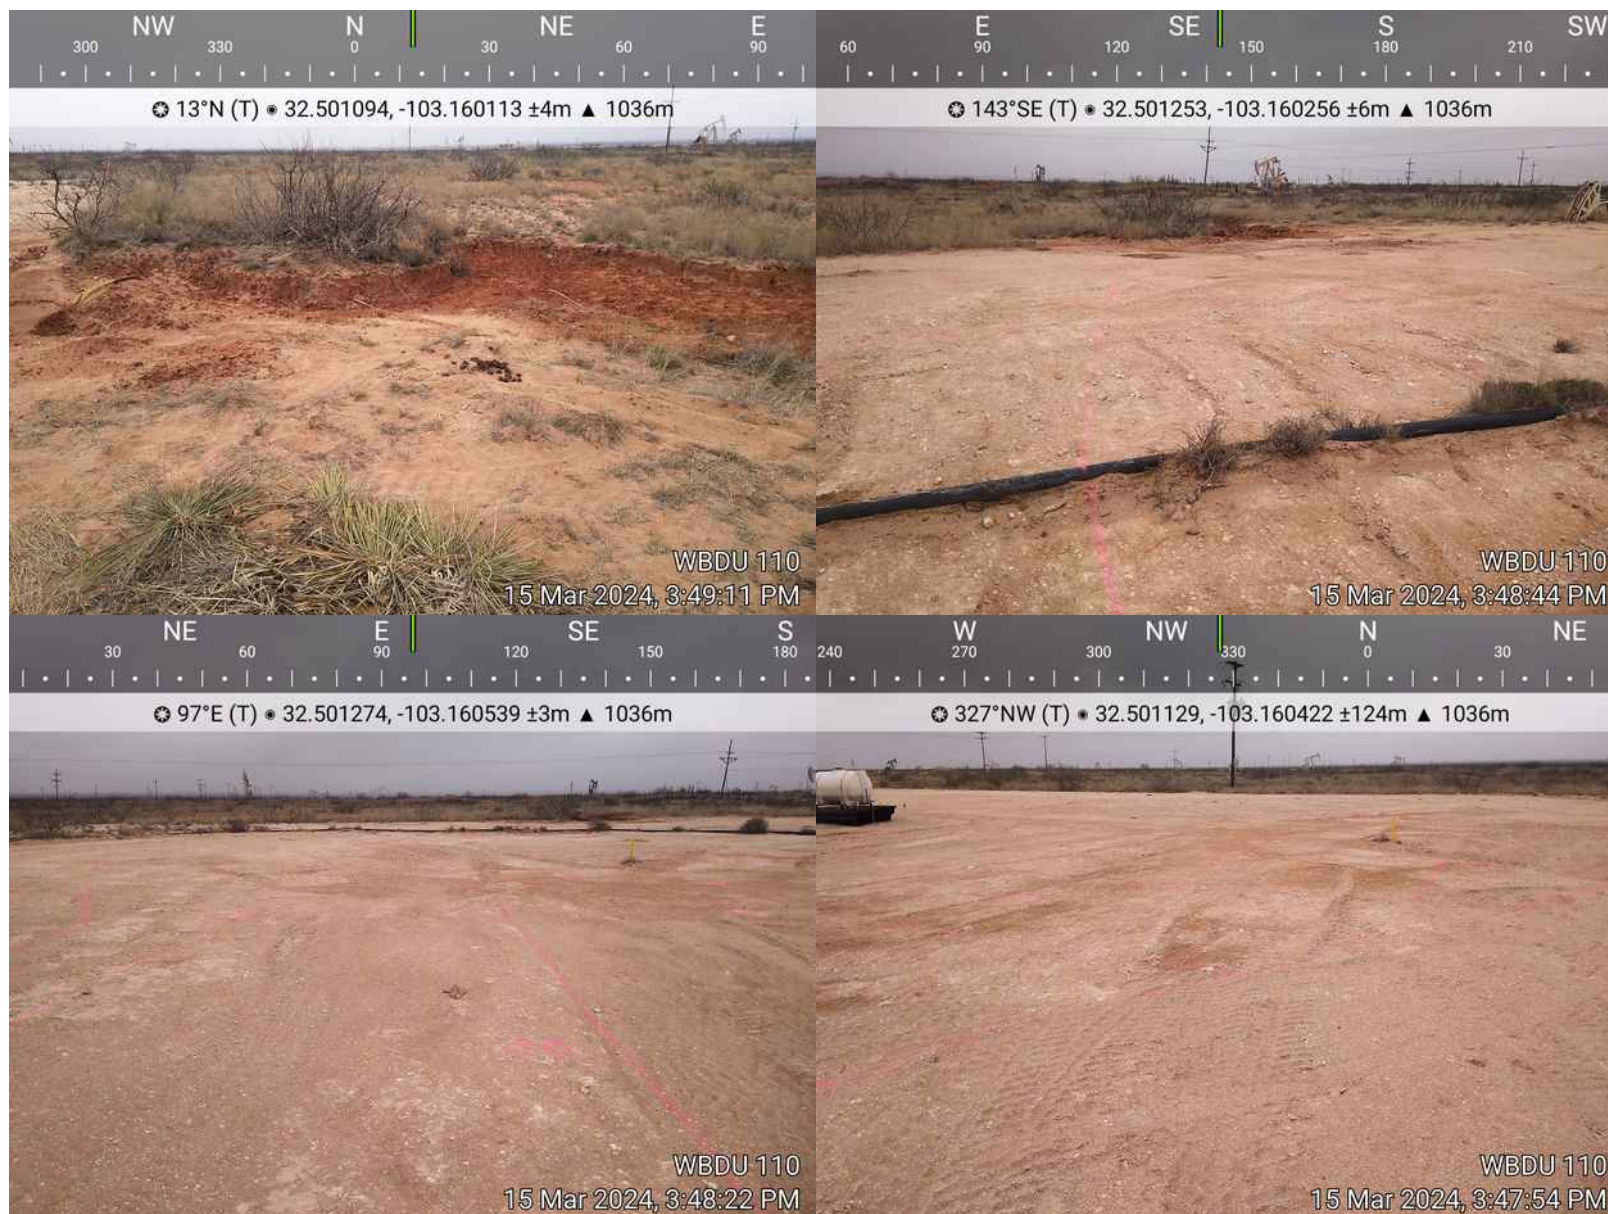 NW N NE E
300 330 0 30 60 90
13°N (T) ● 32.501094, -103.160113 ±4m ▲ 1036m
WBDU 110
15 Mar 2024, 3:49:11 PM
E SE S SW
60 90 120 150 180 210
143°SE (T) ● 32.501253, -103.160256 ±6m ▲ 1036m
WBDU 110
15 Mar 2024, 3:48:44 PM
NE E SE S
30 60 90 120 150 180
97°E (T) ● 32.501274, -103.160539 ±3m ▲ 1036m
WBDU 110
15 Mar 2024, 3:48:22 PM
W NW N NE
240 270 300 330 0 30
327°NW (T) ● 32.501129, -103.160422 ±124m ▲ 1036m
WBDU 110
15 Mar 2024, 3:47:54 PM